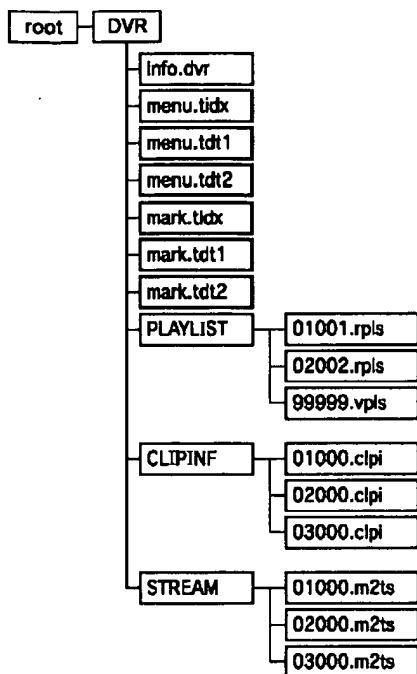 root DVR
info.dvr
menu.tidx
menu.tdt1
menu.tdt2
mark.tidx
mark.tdt1
mark.tdt2
PLAYLIST 01001.rpls
02002.rpls
99999.vpls
CLIPINF 01000.clpi
02000.clpi
03000.clpi
STREAM 01000.m2ts
02000.m2ts
03000.m2ts